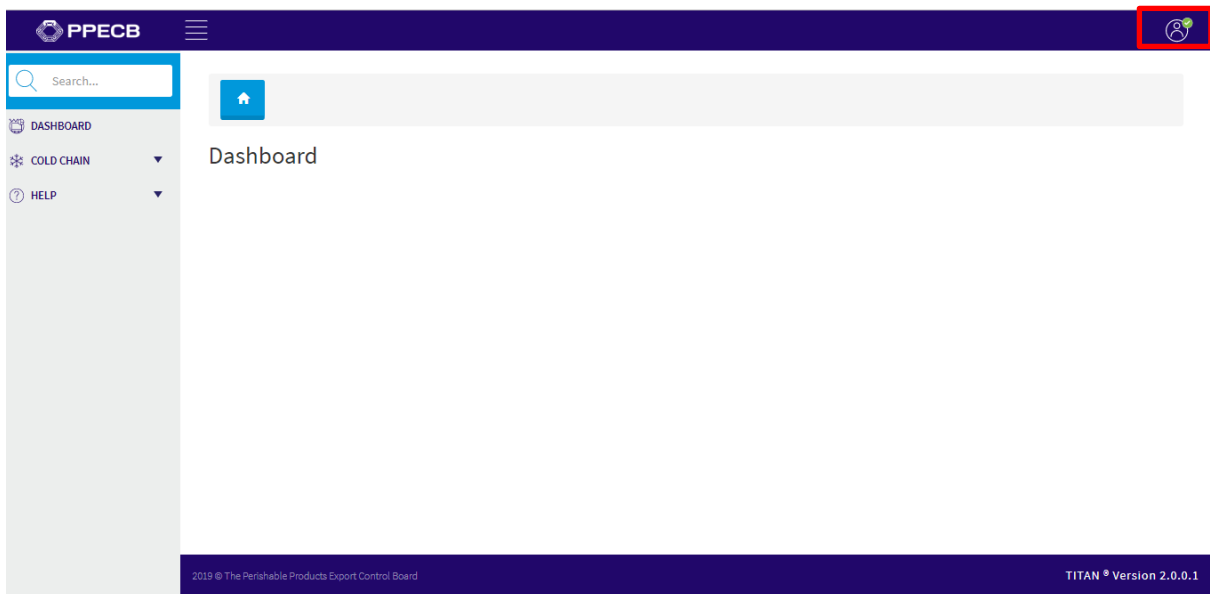 PPECB
Search...
DASHBOARD
COLD CHAIN
HELP
Dashboard
2019 © The Perishable Products Export Control Board
TITAN ® Version 2.0.0.1